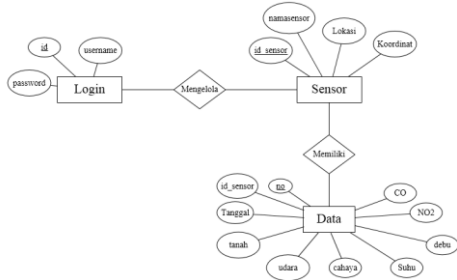 namasensor
id
username
id_sensor
Lokasi
Koordinat
password
Login
Mengelola
Sensor
Memiliki
id_sensor
no
CO
Tanggal
Data
NO2
tanah
debu
udara
cahaya
Suhu